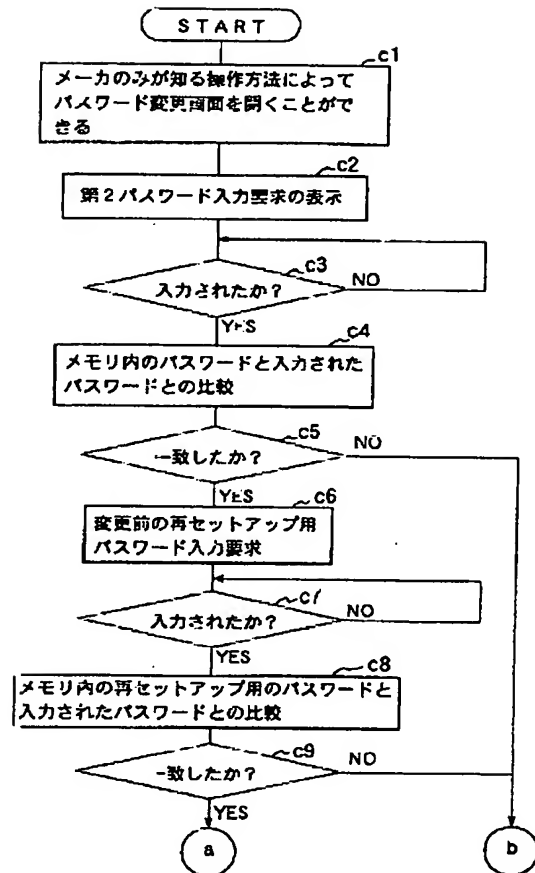 START
c1
メーカのみが知る操作方法によって
パスワード変更画面を開くことがで
きる
c2
第2パスワード入力要求の表示
c3
入力されたか?
NO
YES
c4
メモリ内のパスワードと入力された
パスワードとの比較
c5
一致したか?
NO
YES
c6
変更前の再セットアップ用
パスワード入力要求
c7
入力されたか?
NO
YES
c8
メモリ内の再セットアップ用のパスワードと
入力されたパスワードとの比較
c9
一致したか?
NO
YES
a
b